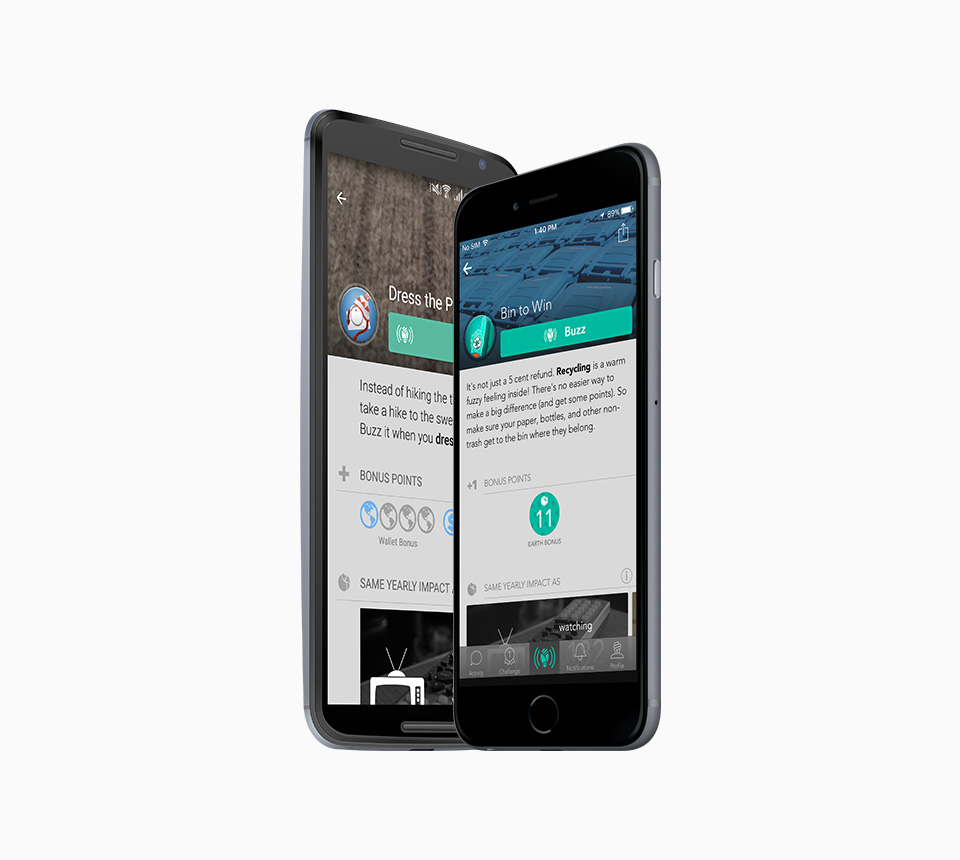 Dress the P
Instead of hiking the t
take a hike to the swe
Buzz it when you dres
BONUS POINTS
Wallet Bonus
SAME YEARLY IMPACT
No SIM
1:40 PM
89%
Bin to Win
Buzz
It's not just a 5 cent refund. Recycling is a warm
fuzzy feeling inside! There's no easier way to
make a big difference (and get some points). So
make sure your paper, bottles, and other non-
trash get to the bin where they belong.
+1 BONUS POINTS
11
EARTH BONUS
SAME YEARLY IMPACT AS
watching
Activity
1
Challenge
Notifications
Profile